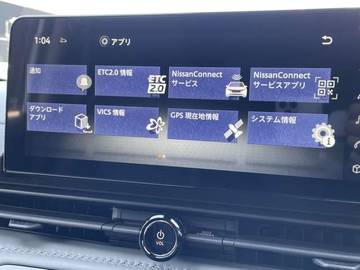 1:04
アプリ
通知
ETC2.0 情報
ETC
2.0
NissanConnect
サービス
NissanConnect
サービスアプリ
ダウンロード
アプリ
VICS 情報
GPS 現在地情報
システム情報
VOL